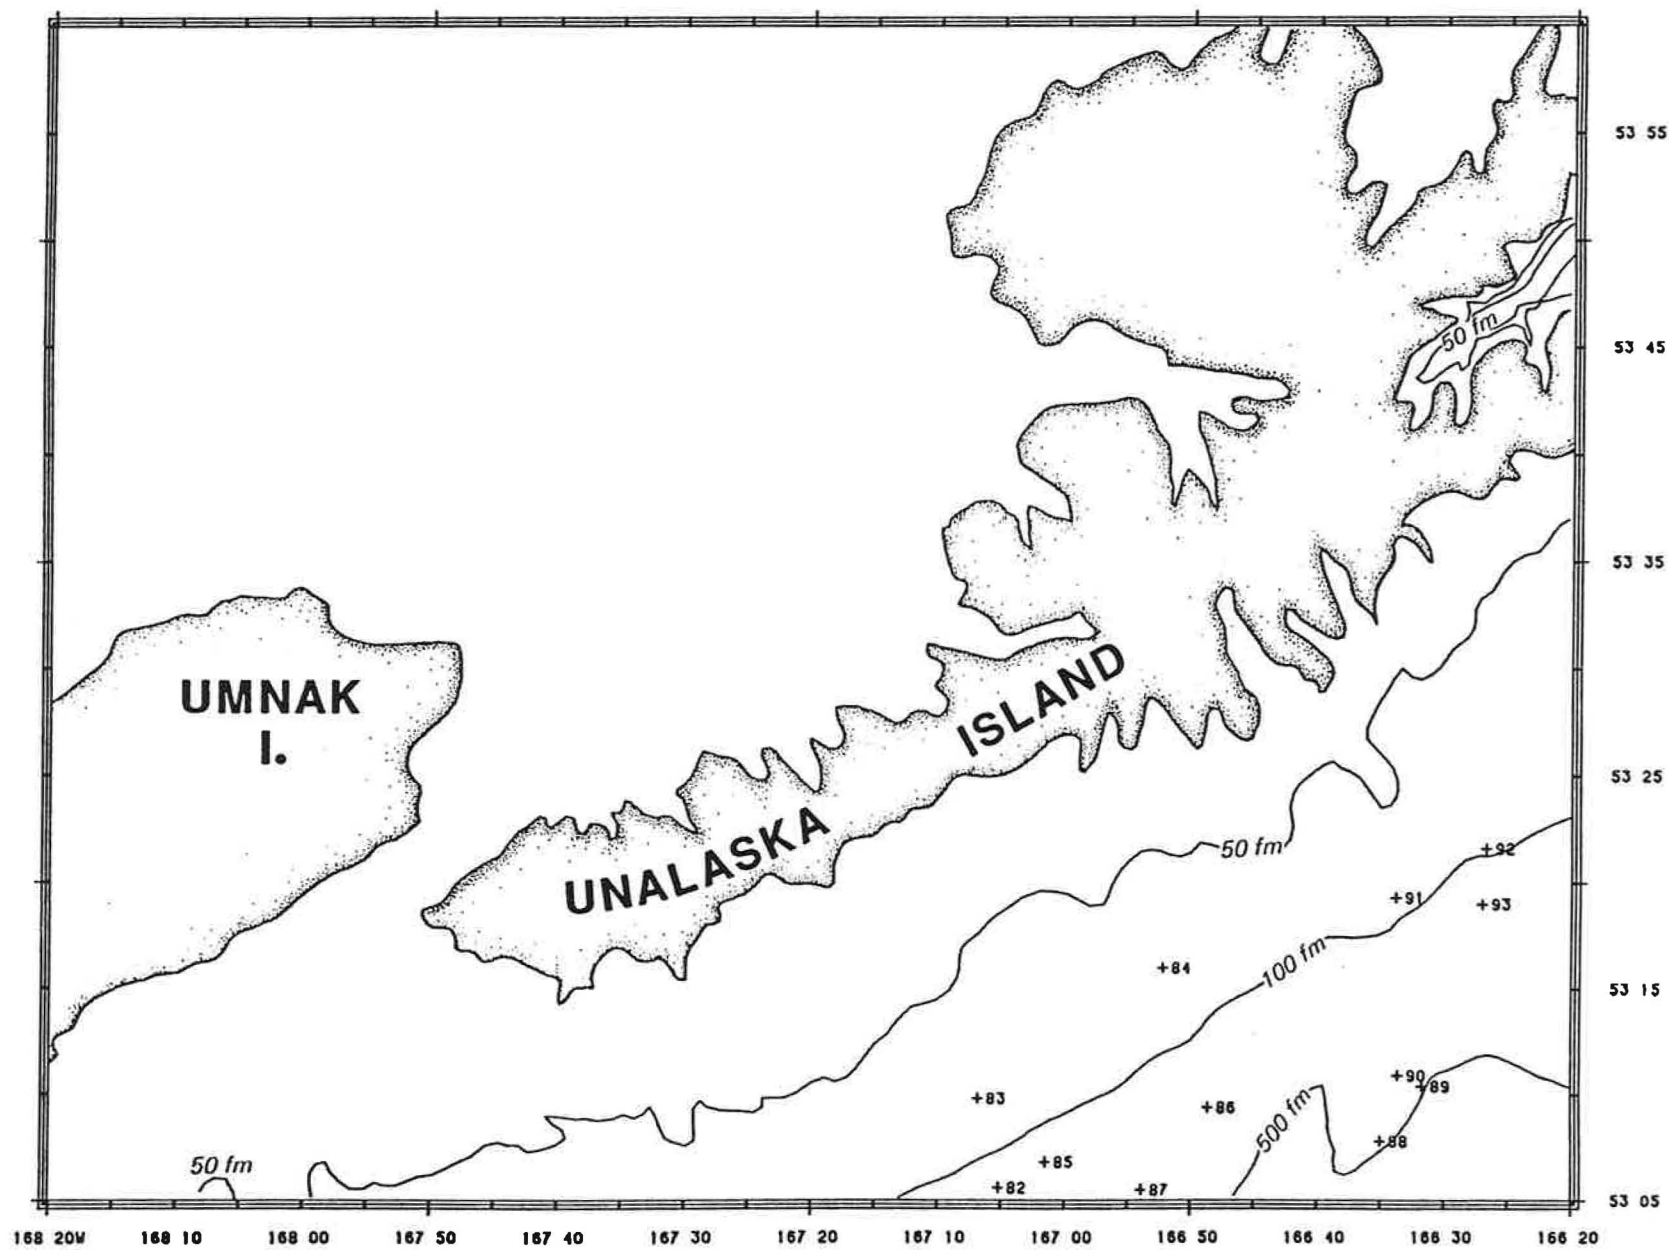 53 55
50 fm
53 45
53 35
UMNAK
I.
ISLAND
53 25
UNALASKA
50 fm
+92
+91
+93
100 fm
+84
53 15
+90
+89
+83
+86
500 fm
+88
50 fm
+85
+82
+87
53 05
168 20W 168 10 168 00 167 50 167 40 167 30 167 20 167 10 167 00 166 50 166 40 166 30 166 20